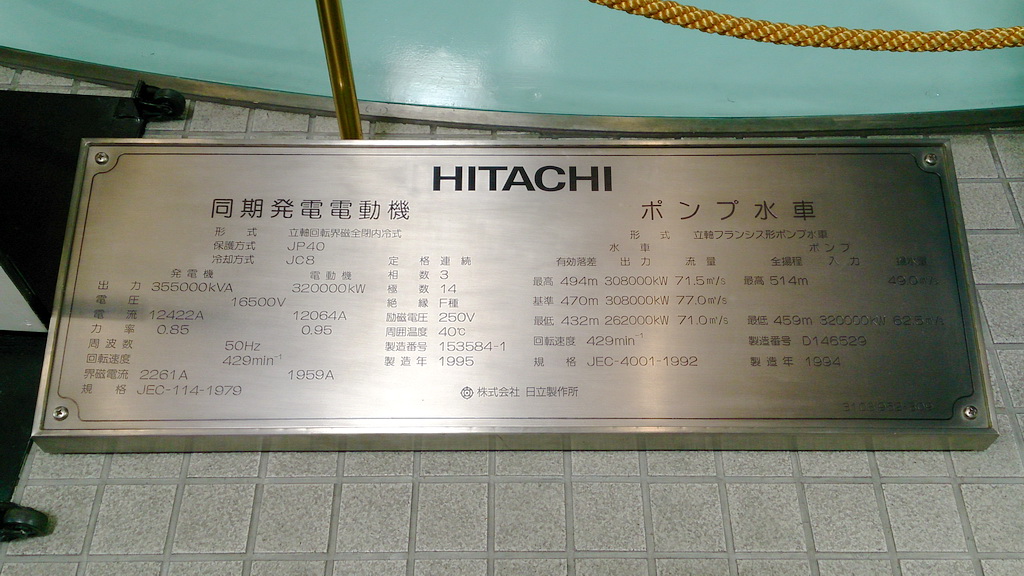 HITACHI
同期発電電動機
形 式 立軸回転界磁全閉内冷式
保護方式 JP40
冷却方式 JC8
発電機 電動機
出 力 355000kVA 320000kW
電 圧 16500V
電 流 12422A 12064A
力 率 0.85 0.95
周 波 数 50Hz
回転速度 429min⁻¹
界磁電流 2261A 1959A
規 格 JEC-114-1979
定 格 連 続
相 数 3
極 数 14
絶 縁 F種
励磁電圧 250V
周囲温度 40℃
製造番号 153584-1
製 造 年 1995
ポンプ水車
形 式 立軸フランシス形ポンプ水車
水 車 ポンプ
有効落差 出 力 流 量 全揚程 入 力
最高 494m 308000kW 71.5㎥/s 最高 514m
基準 470m 308000kW 77.0㎥/s
最低 432m 262000kW 71.0㎥/s 最低 459m 320000kW
回転速度 429min⁻¹ 製造番号 D146529
規 格 JEC-4001-1992 製 造 年 1994
株式会社 日立製作所